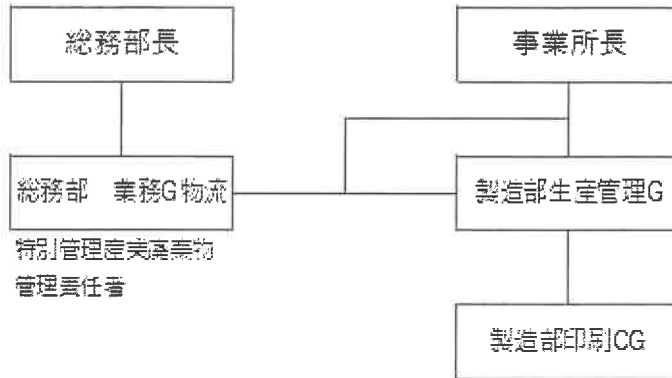 総務部長
事業所長
総務部　業務G物流
製造部生産管理G
特別管理産業廃棄物
管理責任者
製造部印刷CG